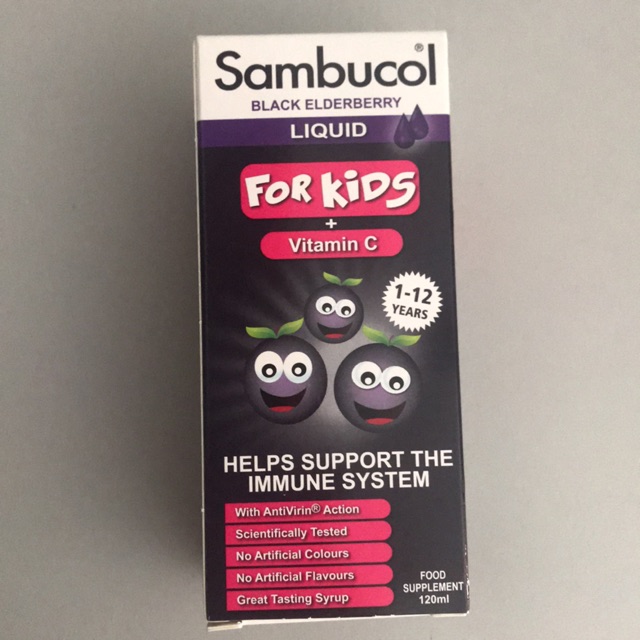 Sambucol®
BLACK ELDERBERRY
LIQUID
FOR KiDS
+
Vitamin C
1-12
YEARS
HELPS SUPPORT THE
IMMUNE SYSTEM
With AntiVirin® Action
Scientifically Tested
No Artificial Colours
No Artificial Flavours
Great Tasting Syrup
FOOD
SUPPLEMENT
120ml